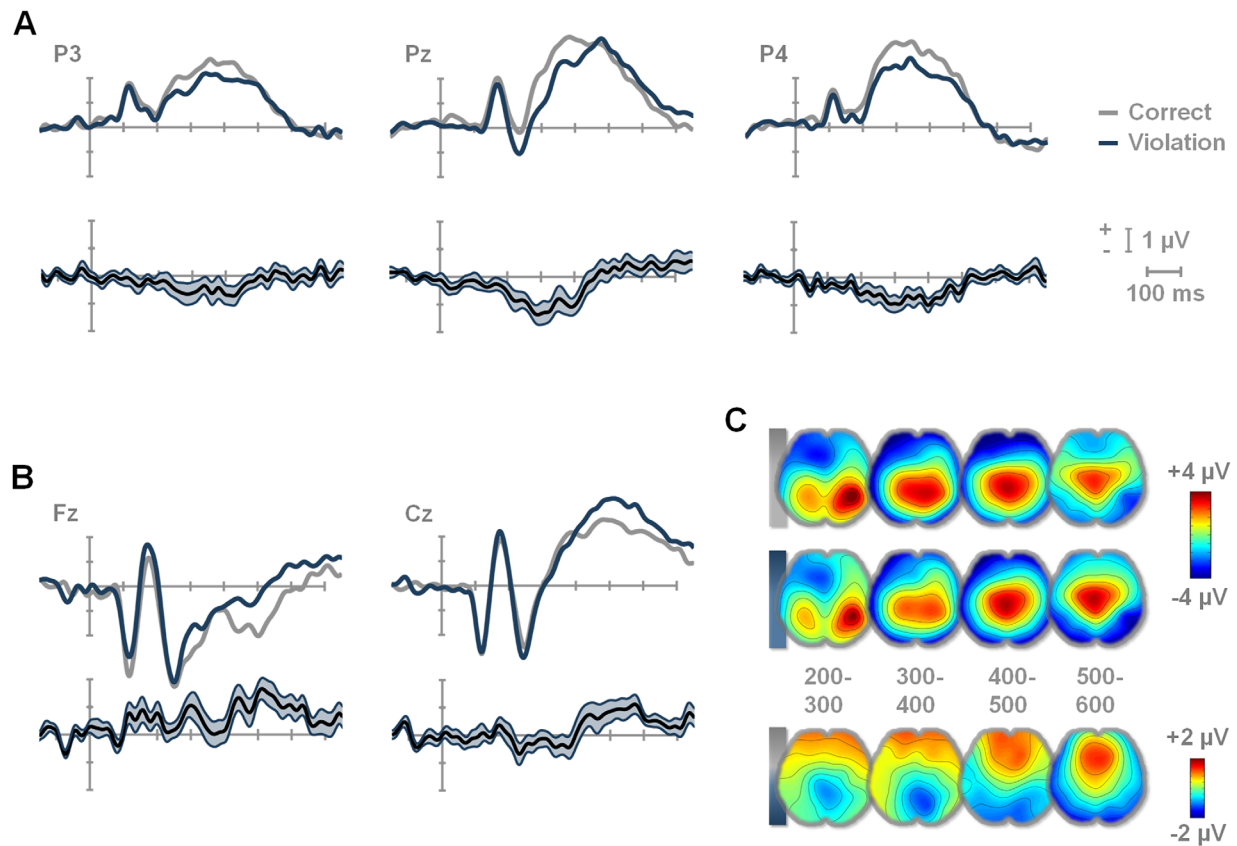 A
P3
Pz
P4
Correct
Violation
+
-
1 µV
100 ms
B
Fz
Cz
C
+4 µV
-4 µV
200-
300
300-
400
400-
500
500-
600
+2 µV
-2 µV